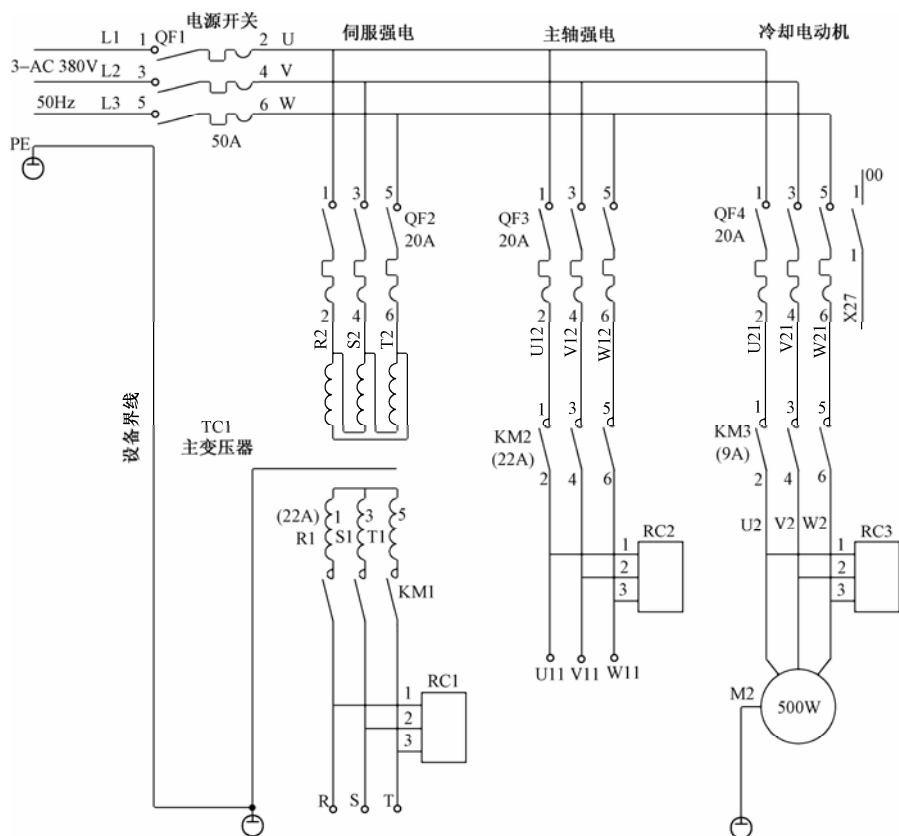 电源开关
伺服强电
主轴强电
冷却电动机
L1 1 QF1 2 U
3-AC 380V L2 3 4 V
50Hz L3 5 6 W
50A
PE
00
1 3 5 QF2 20A
1 3 5 QF3 20A
1 3 5 QF4 20A
1
1
X27
2 4 6
R2 S2 T2
2 4 6
U12 V12 W12
2 4 6
U21 V21 W21
1 3 5
KM2
(22A)
2 4 6
1 3 5
KM3
(9A)
2 4 6
设备界线
TC1
主变压器
(22A) 1 3 5
R1 S1 T1
KM1
U2 V2 W2
1 2 3 RC2
1 2 3 RC3
U11 V11 W11
1 2 3 RC1
M2 500W
R S T